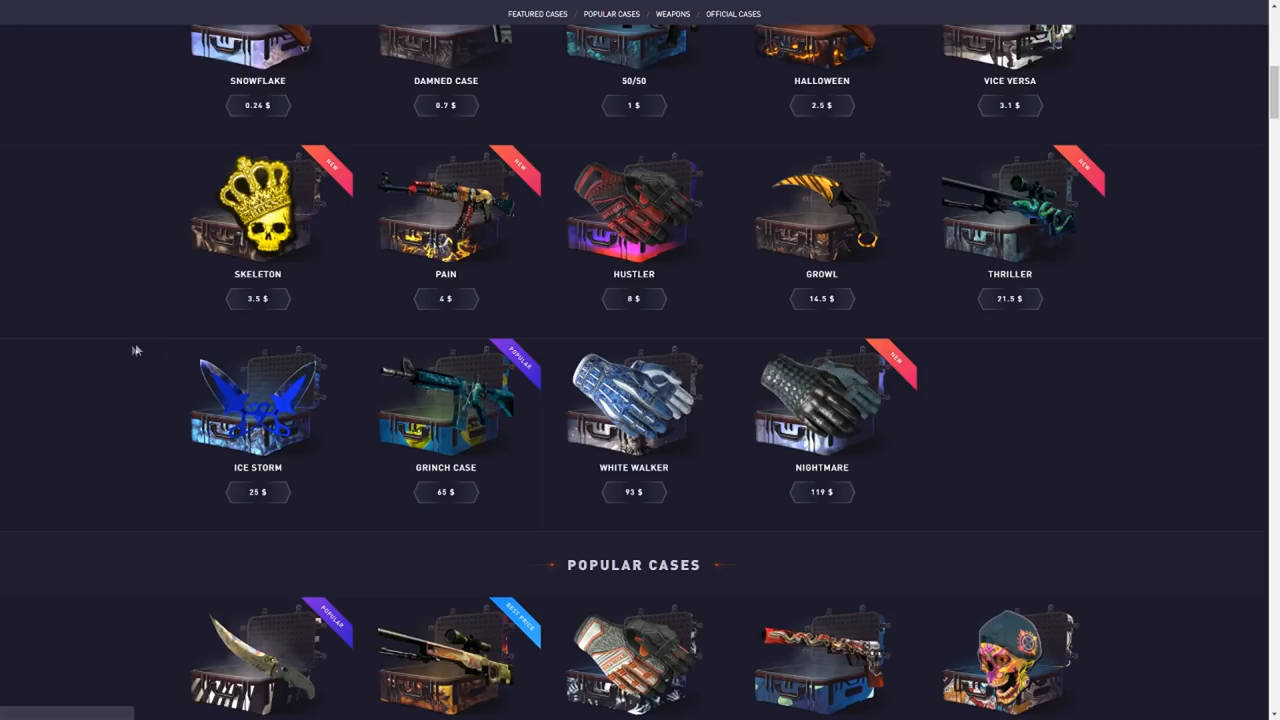 FEATURED CASES / POPULAR CASES / WEAPONS / OFFICIAL CASES
SNOWFLAKE DAMNED CASE 50/50 HALLOWEEN VICE VERSA
0.24 $ 0.7 $ 1 $ 2.5 $ 3.1 $
NEW NEW NEW
SKELETON PAIN HUSTLER GROWL THRILLER
3.5 $ 4 $ 8 $ 14.5 $ 21.5 $
POPULAR NEW
ICE STORM GRINCH CASE WHITE WALKER NIGHTMARE
25 $ 65 $ 93 $ 119 $
POPULAR CASES
POPULAR BEST PRICE